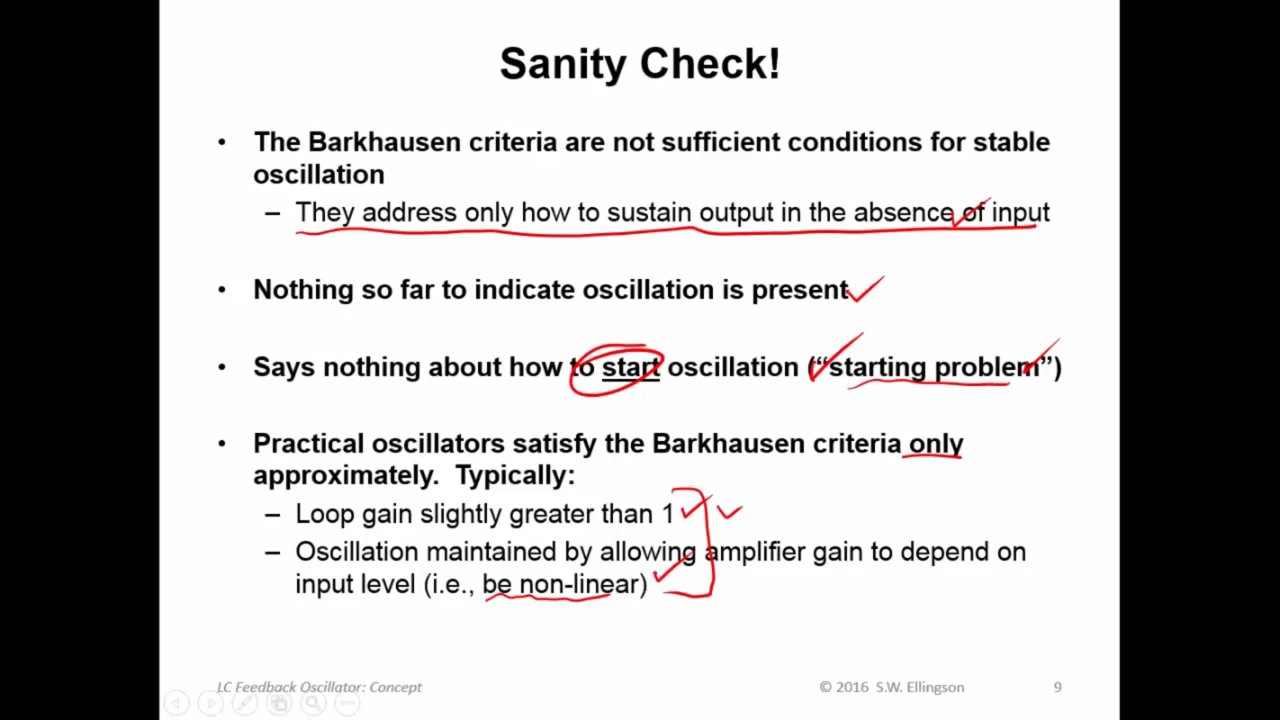 Sanity Check!
• The Barkhausen criteria are not sufficient conditions for stable
oscillation
– They address only how to sustain output in the absence of input
• Nothing so far to indicate oscillation is present
• Says nothing about how to start oscillation (“starting problem”)
• Practical oscillators satisfy the Barkhausen criteria only
approximately. Typically:
– Loop gain slightly greater than 1
– Oscillation maintained by allowing amplifier gain to depend on
input level (i.e., be non-linear)
LC Feedback Oscillator: Concept © 2016 S.W. Ellingson 9